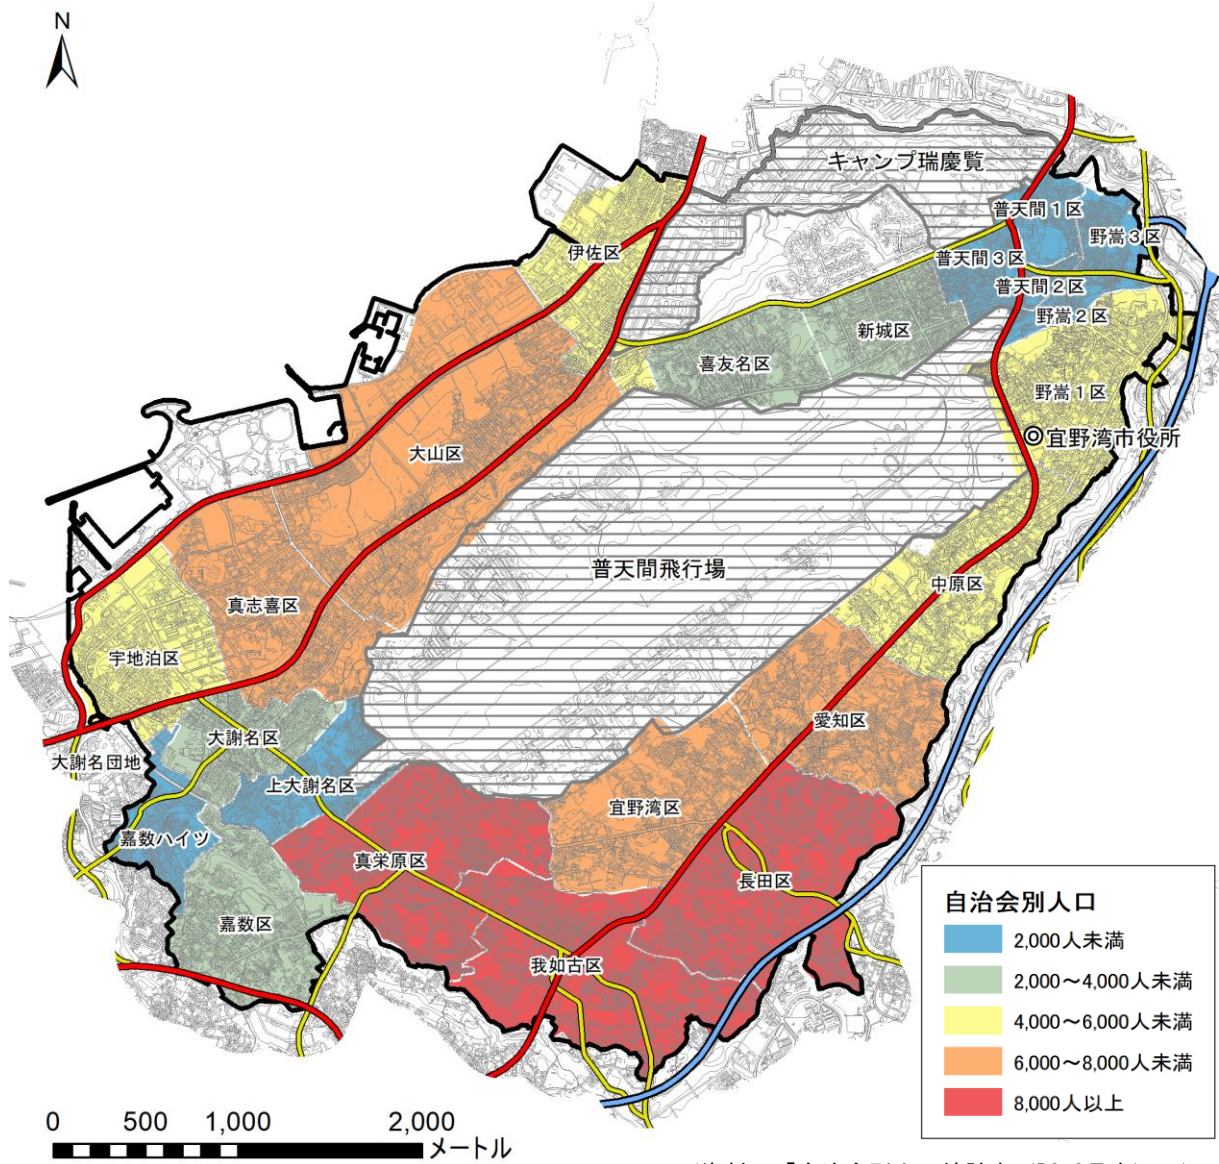 N
キャンプ瑞慶覧
普天間1区
野嵩3区
伊佐区
普天間3区
普天間2区
野嵩2区
新城区
喜友名区
野嵩1区
宜野湾市役所
大山区
普天間飛行場
中原区
真志喜区
宇地泊区
愛知区
大謝名区
大謝名団地
上大謝名区
宜野湾区
嘉数ハイツ
真栄原区
長田区
嘉数区
我如古区
自治会別人口
2,000人未満
2,000～4,000人未満
4,000～6,000人未満
6,000～8,000人未満
8,000人以上
0 500 1,000 2,000
メートル